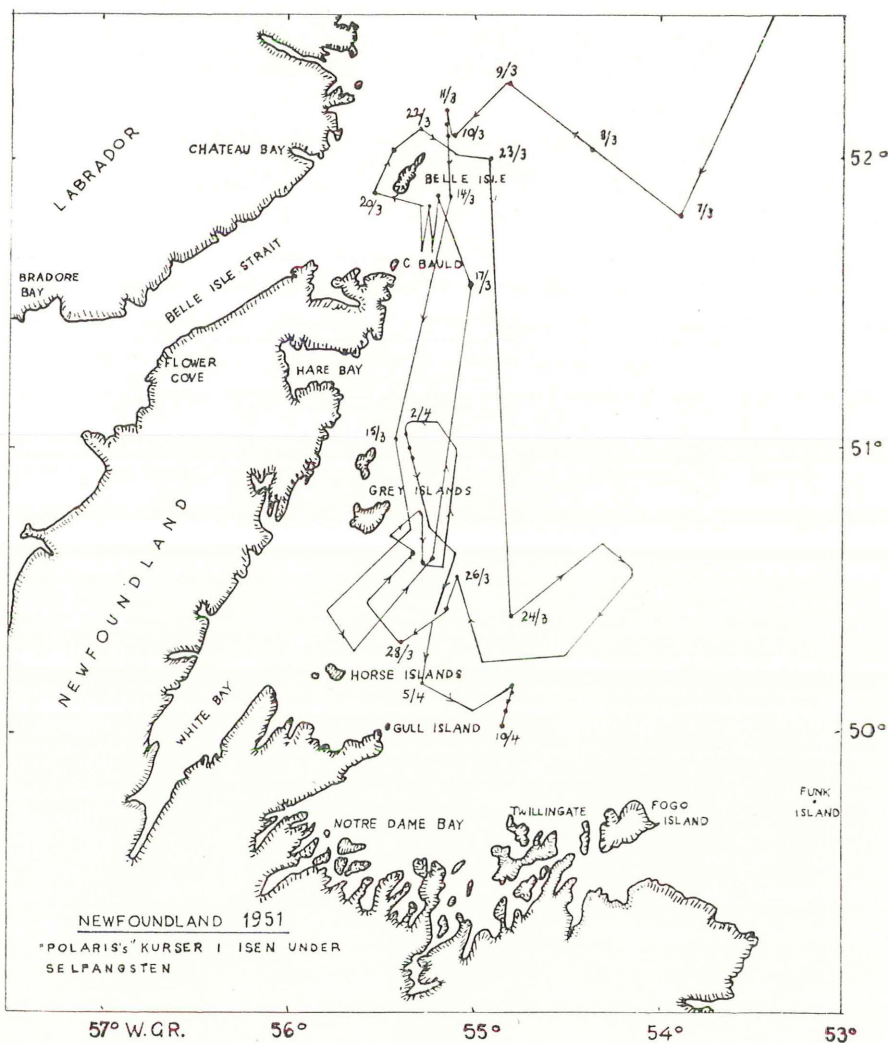 9/3
11/3
22/3
10/3
8/3
23/3
CHATEAU BAY
52°
LABRADOR
BELLE ISLE
14/3
20/3
7/3
C BAULD
BRADORE
BAY
BELLE ISLE STRAIT
17/3
FLOWER
COVE
HARE BAY
2/4
15/3
51°
GREY ISLANDS
NEWFOUNDLAND
26/3
24/3
28/3
HORSE ISLANDS
5/4
WHITE BAY
GULL ISLAND
10/4
50°
FUNK
ISLAND
TWILLINGATE
FOGO
ISLAND
NOTRE DAME BAY
NEWFOUNDLAND 1951
"POLARIS's" KURSER I ISEN UNDER
SELFANGSTEN
57° W.GR.
56°
55°
54°
53°